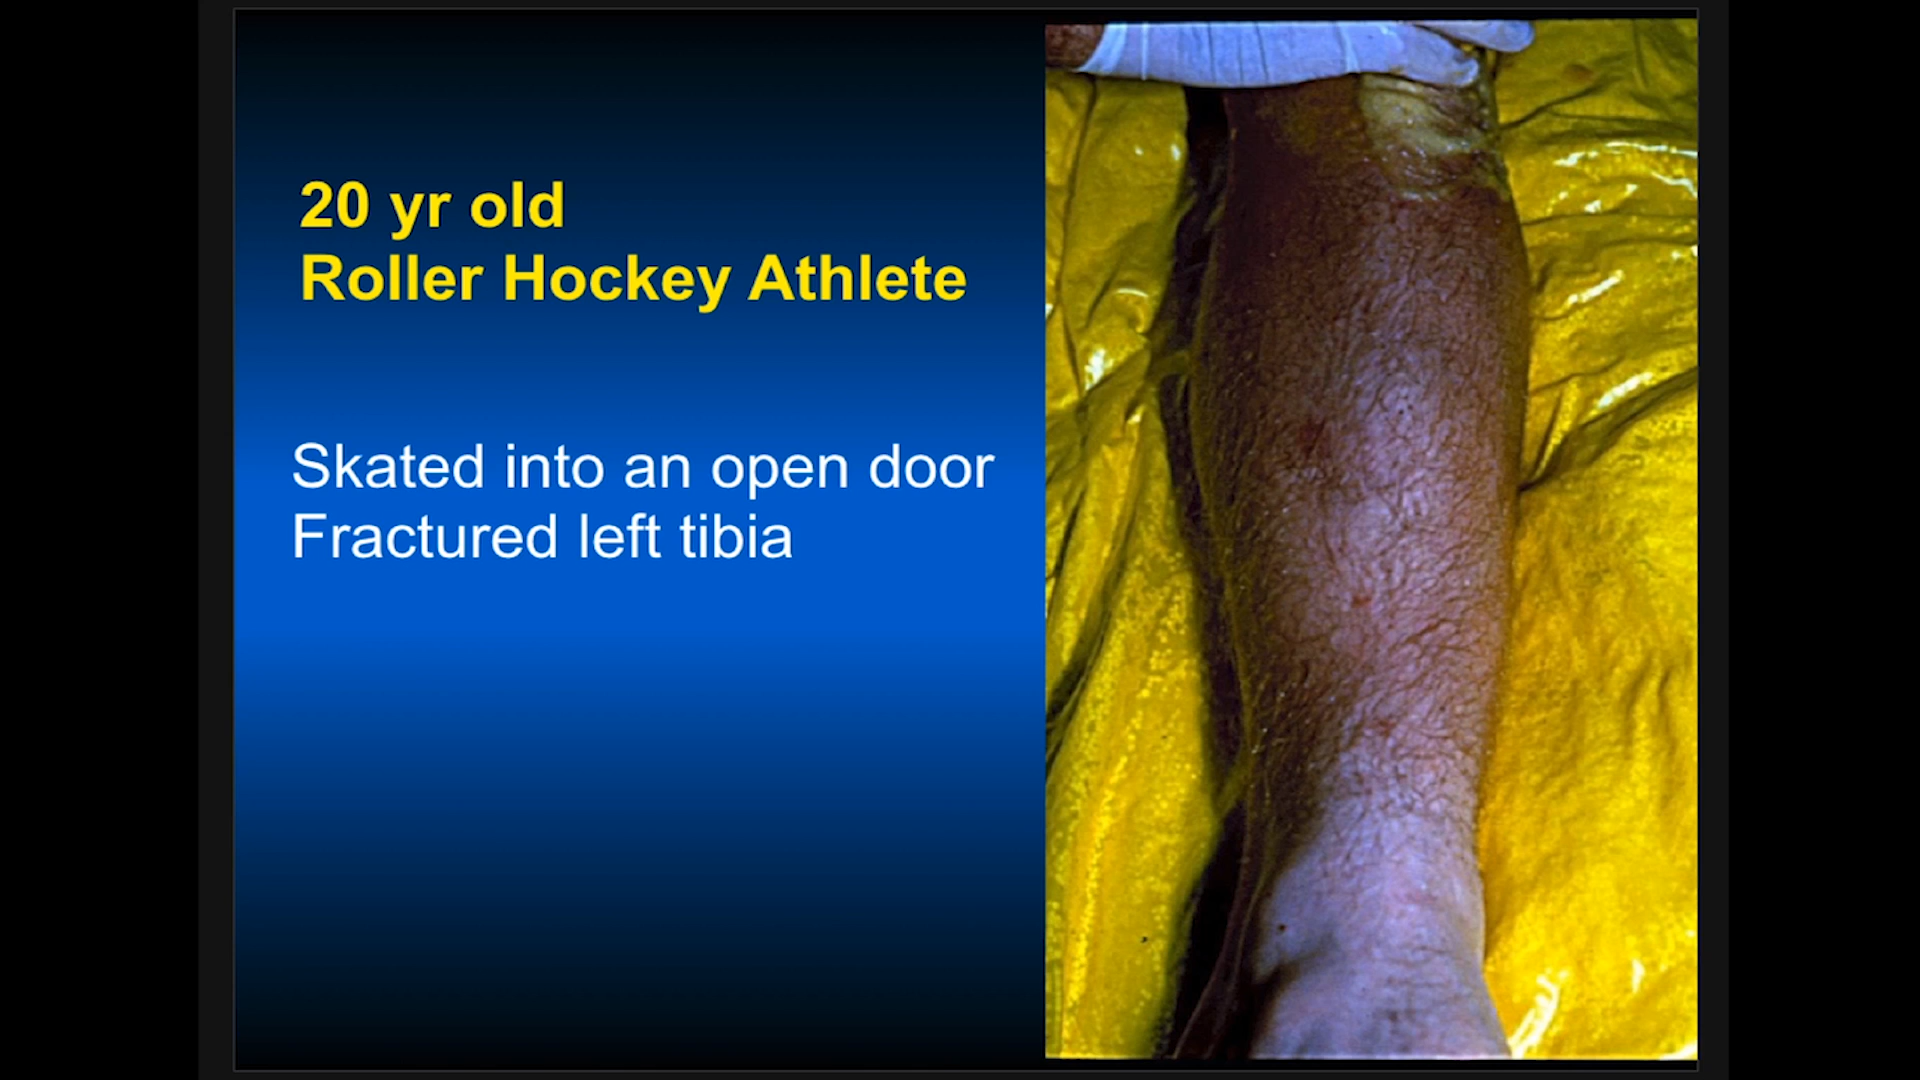 20 yr old
Roller Hockey Athlete
Skated into an open door
Fractured left tibia